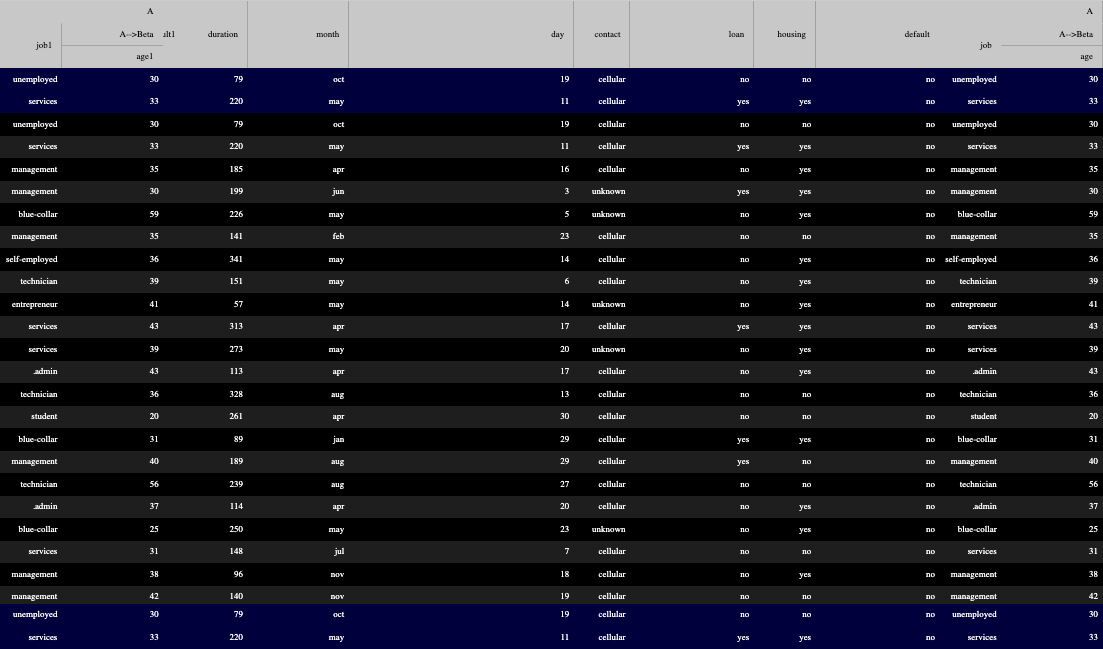 A A
job1 A-->Beta ult1 duration month day contact loan housing default job A-->Beta
age1 age
unemployed 30 79 oct 19 cellular no no no unemployed 30
services 33 220 may 11 cellular yes yes no services 33
unemployed 30 79 oct 19 cellular no no no unemployed 30
services 33 220 may 11 cellular yes yes no services 33
management 35 185 apr 16 cellular no yes no management 35
management 30 199 jun 3 unknown yes yes no management 30
blue-collar 59 226 may 5 unknown no yes no blue-collar 59
management 35 141 feb 23 cellular no no no management 35
self-employed 36 341 may 14 cellular no yes no self-employed 36
technician 39 151 may 6 cellular no yes no technician 39
entrepreneur 41 57 may 14 unknown no yes no entrepreneur 41
services 43 313 apr 17 cellular yes yes no services 43
services 39 273 may 20 unknown no yes no services 39
.admin 43 113 apr 17 cellular no yes no .admin 43
technician 36 328 aug 13 cellular no no no technician 36
student 20 261 apr 30 cellular no no no student 20
blue-collar 31 89 jan 29 cellular yes yes no blue-collar 31
management 40 189 aug 29 cellular yes no no management 40
technician 56 239 aug 27 cellular no no no technician 56
.admin 37 114 apr 20 cellular no yes no .admin 37
blue-collar 25 250 may 23 unknown no yes no blue-collar 25
services 31 148 jul 7 cellular no no no services 31
management 38 96 nov 18 cellular no yes no management 38
management 42 140 nov 19 cellular no no no management 42
unemployed 30 79 oct 19 cellular no no no unemployed 30
services 33 220 may 11 cellular yes yes no services 33